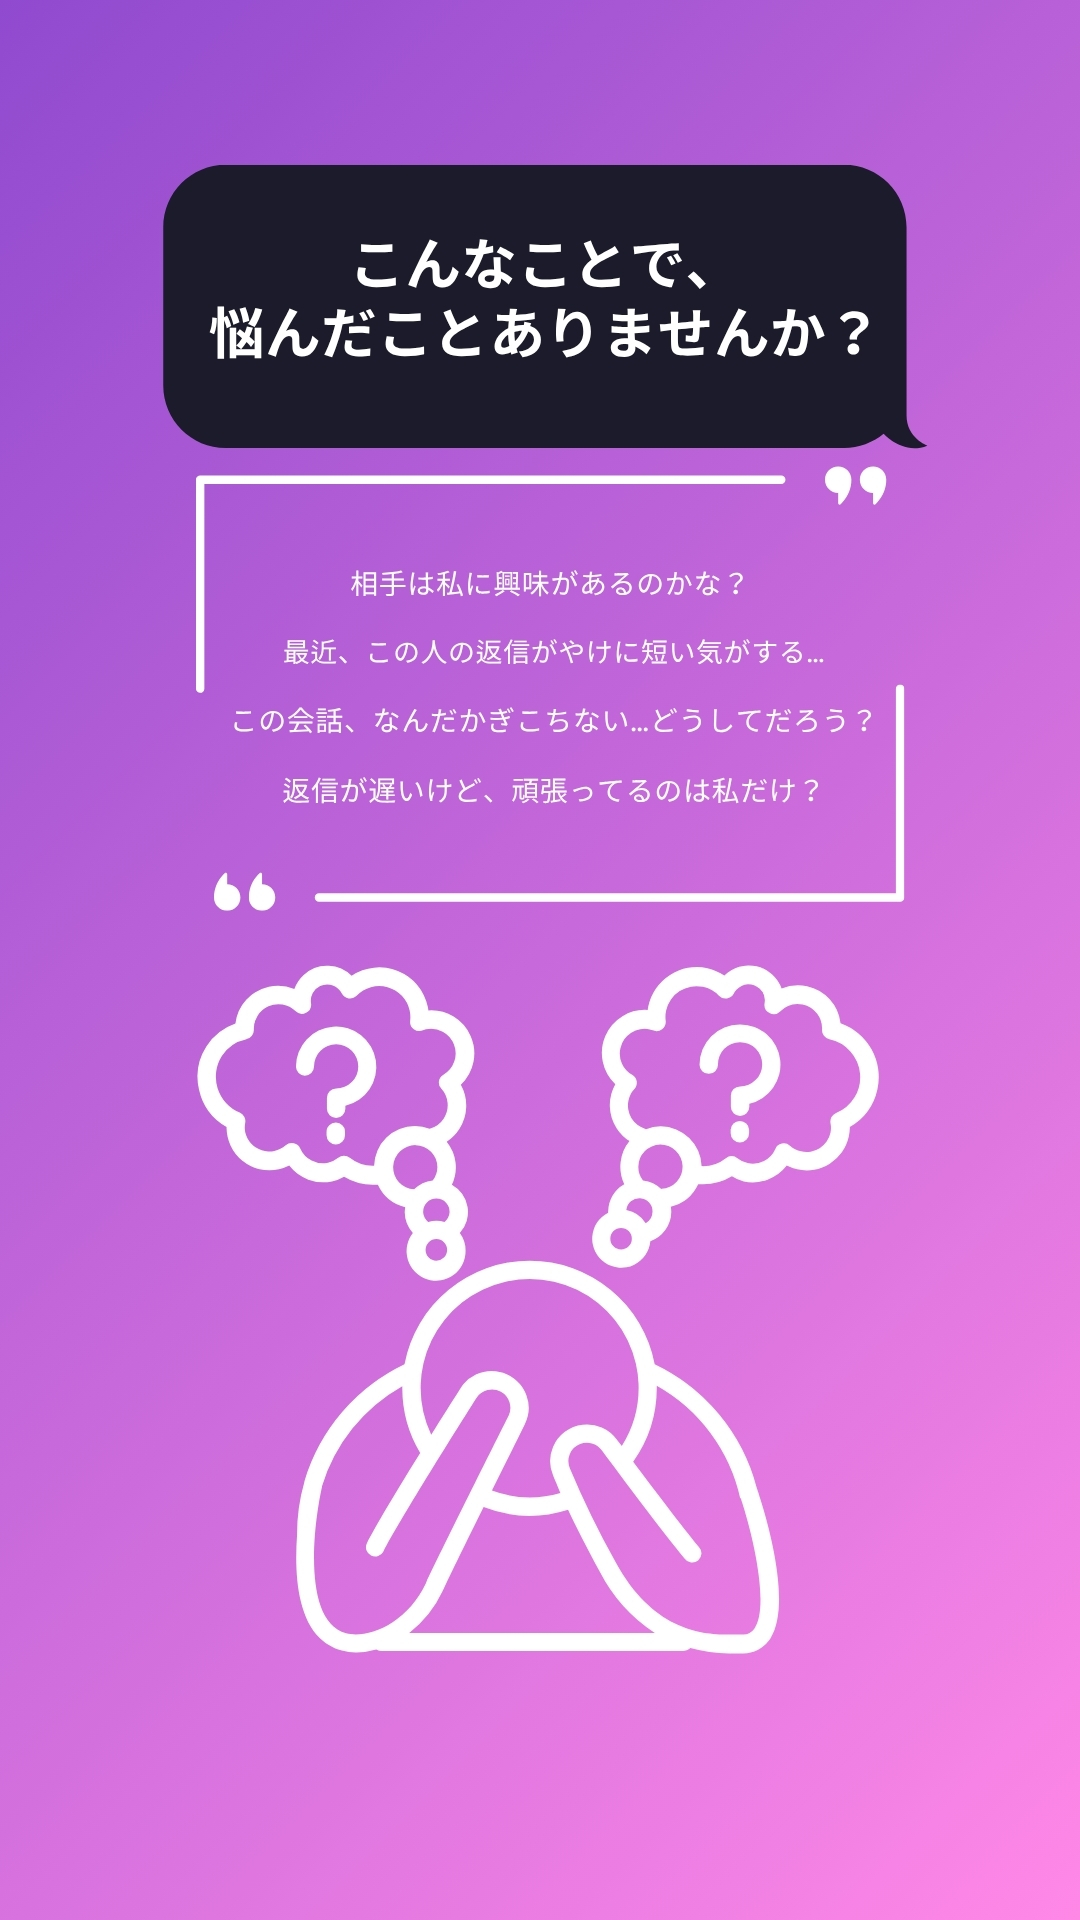 こんなことで、
悩んだことありませんか？
相手は私に興味があるのかな？
最近、この人の返信がやけに短い気がする...
この会話、なんだかぎこちない...どうしてだろう？
返信が遅いけど、頑張ってるのは私だけ？